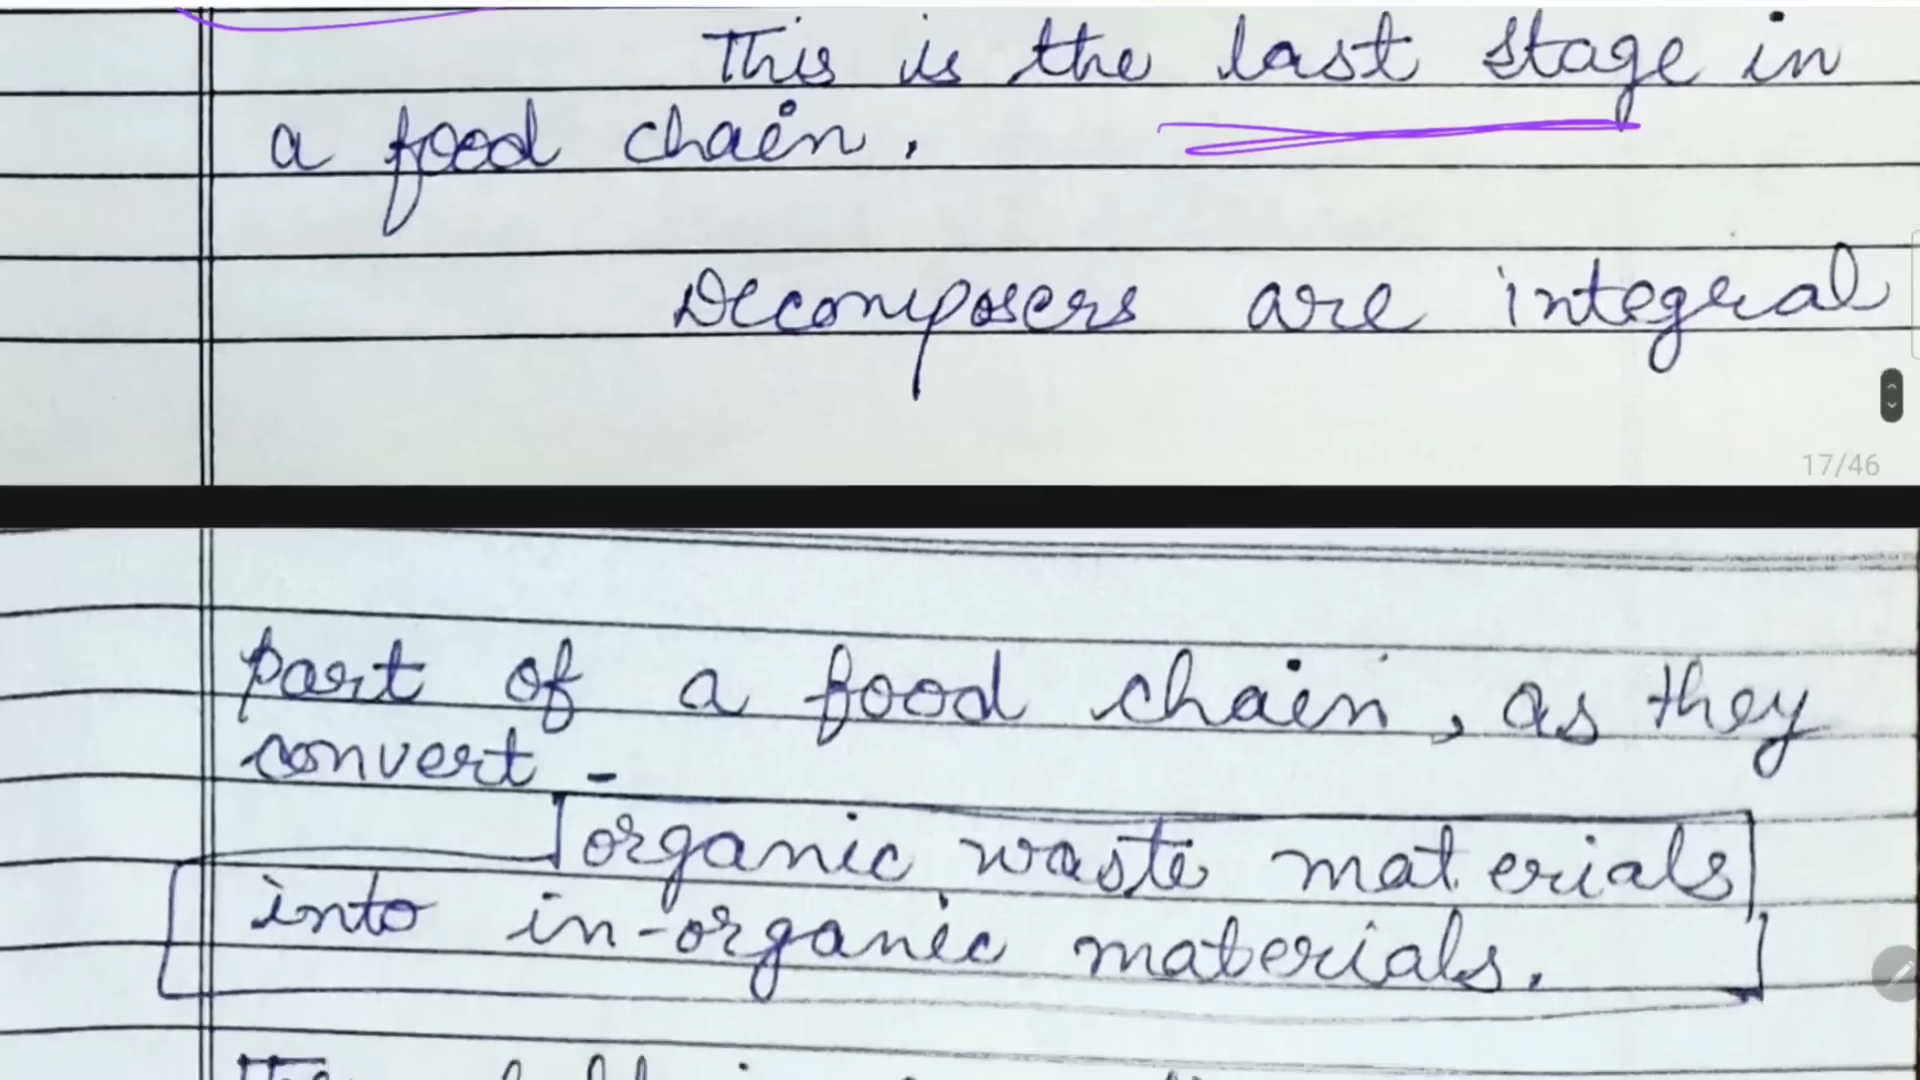 This is the last stage in
a food chain.
Decomposers are integral
17/46
part of a food chain, as they
convert -
organic waste materials
into in-organic materials.